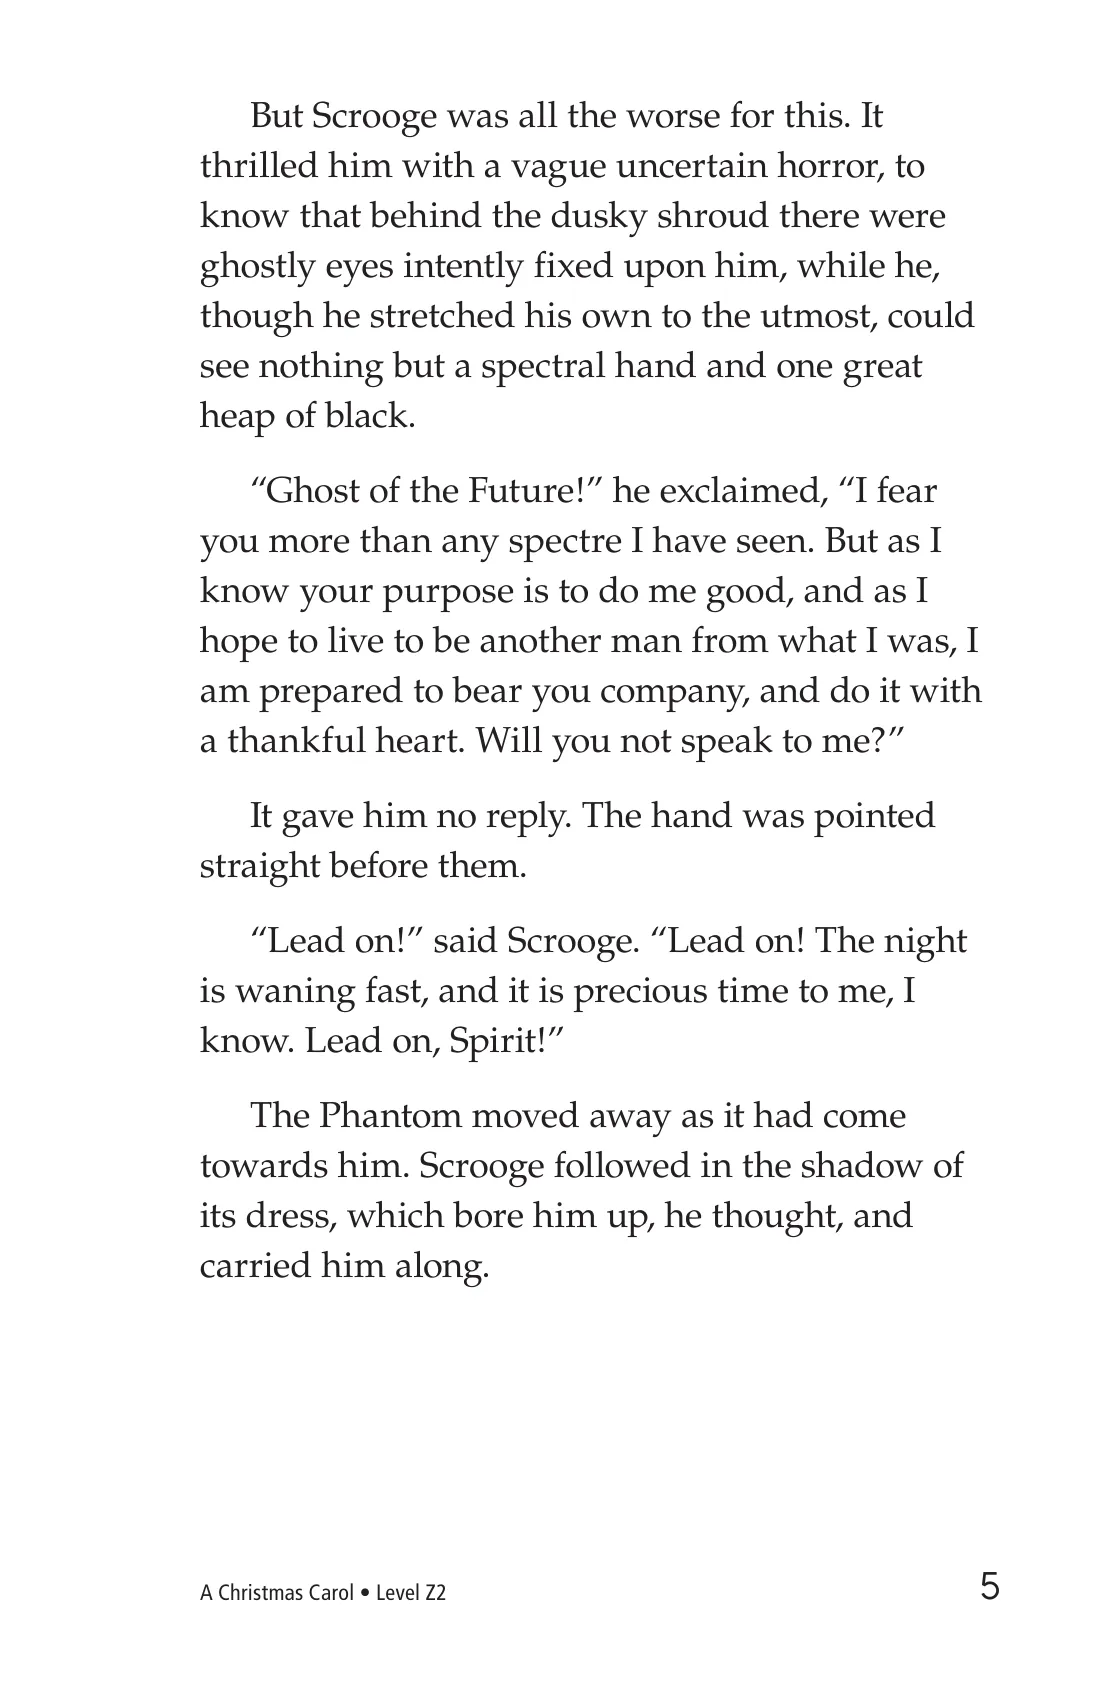 But Scrooge was all the worse for this. It
thrilled him with a vague uncertain horror, to
know that behind the dusky shroud there were
ghostly eyes intently fixed upon him, while he,
though he stretched his own to the utmost, could
see nothing but a spectral hand and one great
heap of black.
“Ghost of the Future!” he exclaimed, “I fear
you more than any spectre I have seen. But as I
know your purpose is to do me good, and as I
hope to live to be another man from what I was, I
am prepared to bear you company, and do it with
a thankful heart. Will you not speak to me?”
It gave him no reply. The hand was pointed
straight before them.
“Lead on!” said Scrooge. “Lead on! The night
is waning fast, and it is precious time to me, I
know. Lead on, Spirit!”
The Phantom moved away as it had come
towards him. Scrooge followed in the shadow of
its dress, which bore him up, he thought, and
carried him along.
A Christmas Carol • Level Z2
5